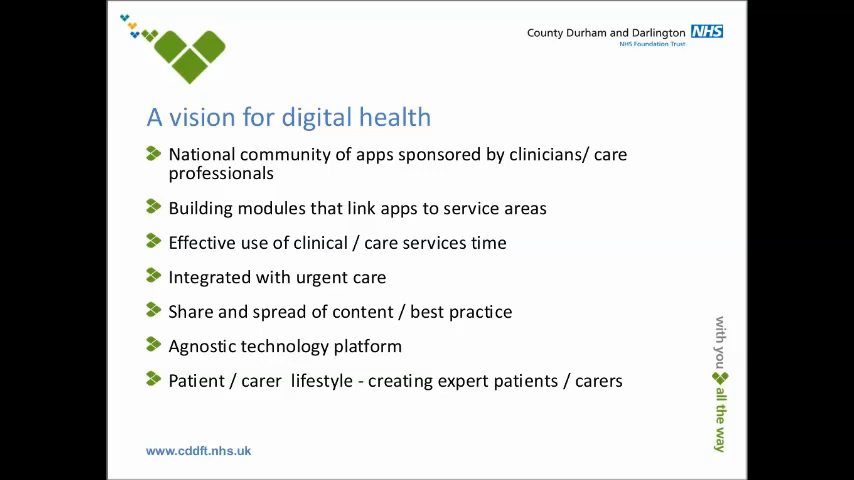 County Durham and Darlington NHS
NHS Foundation Trust
A vision for digital health
National community of apps sponsored by clinicians/ care
professionals
Building modules that link apps to service areas
Effective use of clinical / care services time
Integrated with urgent care
Share and spread of content / best practice
Agnostic technology platform
Patient / carer  lifestyle - creating expert patients / carers
with you all the way
www.cddft.nhs.uk